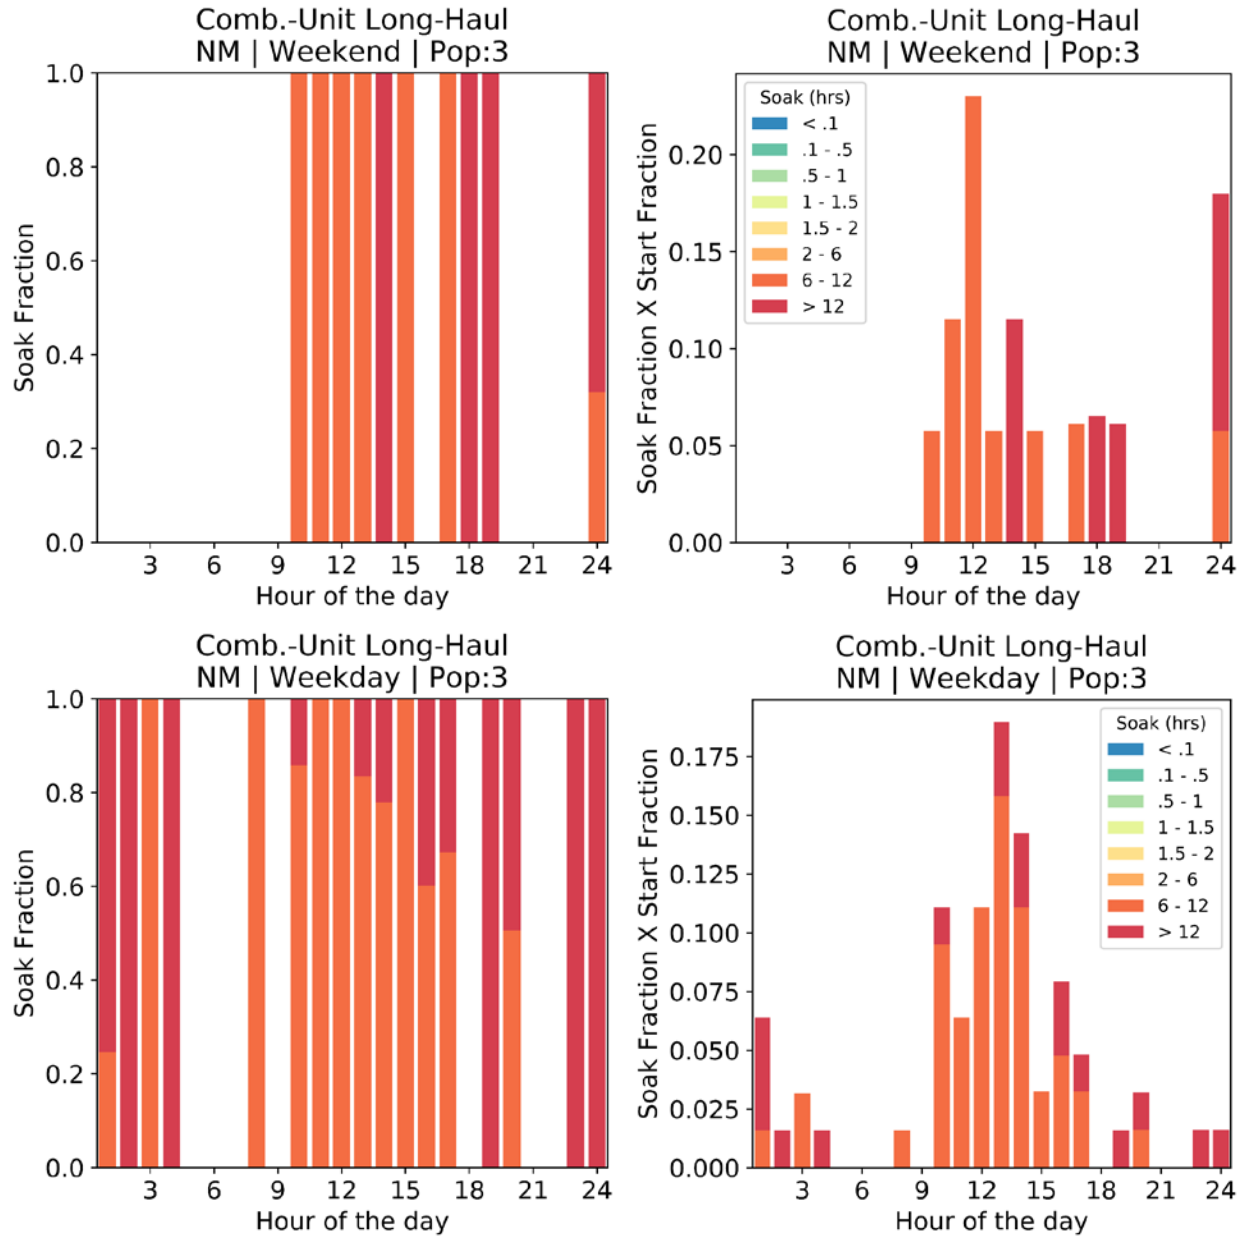 Comb.-Unit Long-Haul
NM | Weekend | Pop:3
Soak Fraction
1.0
0.8
0.6
0.4
0.2
0.0
3 6 9 12 15 18 21 24
Hour of the day
Comb.-Unit Long-Haul
NM | Weekend | Pop:3
Soak Fraction X Start Fraction
0.20
0.15
0.10
0.05
0.00
Soak (hrs)
< .1
.1 - .5
.5 - 1
1 - 1.5
1.5 - 2
2 - 6
6 - 12
> 12
3 6 9 12 15 18 21 24
Hour of the day
Comb.-Unit Long-Haul
NM | Weekday | Pop:3
Soak Fraction
1.0
0.8
0.6
0.4
0.2
0.0
3 6 9 12 15 18 21 24
Hour of the day
Comb.-Unit Long-Haul
NM | Weekday | Pop:3
Soak Fraction X Start Fraction
0.175
0.150
0.125
0.100
0.075
0.050
0.025
0.000
Soak (hrs)
< .1
.1 - .5
.5 - 1
1 - 1.5
1.5 - 2
2 - 6
6 - 12
> 12
3 6 9 12 15 18 21 24
Hour of the day